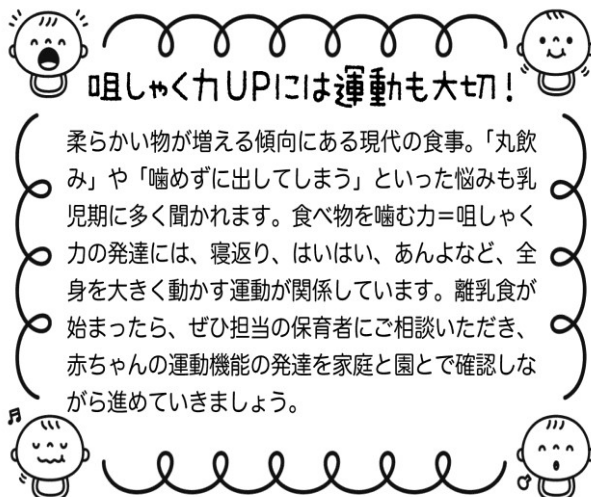 咀しゃく力UPには運動も大切！
柔らかい物が増える傾向にある現代の食事。「丸飲
み」や「噛めずに出してしまう」といった悩みも乳
児期に多く聞かれます。食べ物を噛む力＝咀しゃく
力の発達には、寝返り、はいはい、あんよなど、全
身を大きく動かす運動が関係しています。離乳食が
始まったら、ぜひ担当の保育者にご相談いただき、
赤ちゃんの運動機能の発達を家庭と園とで確認しな
がら進めていきましょう。